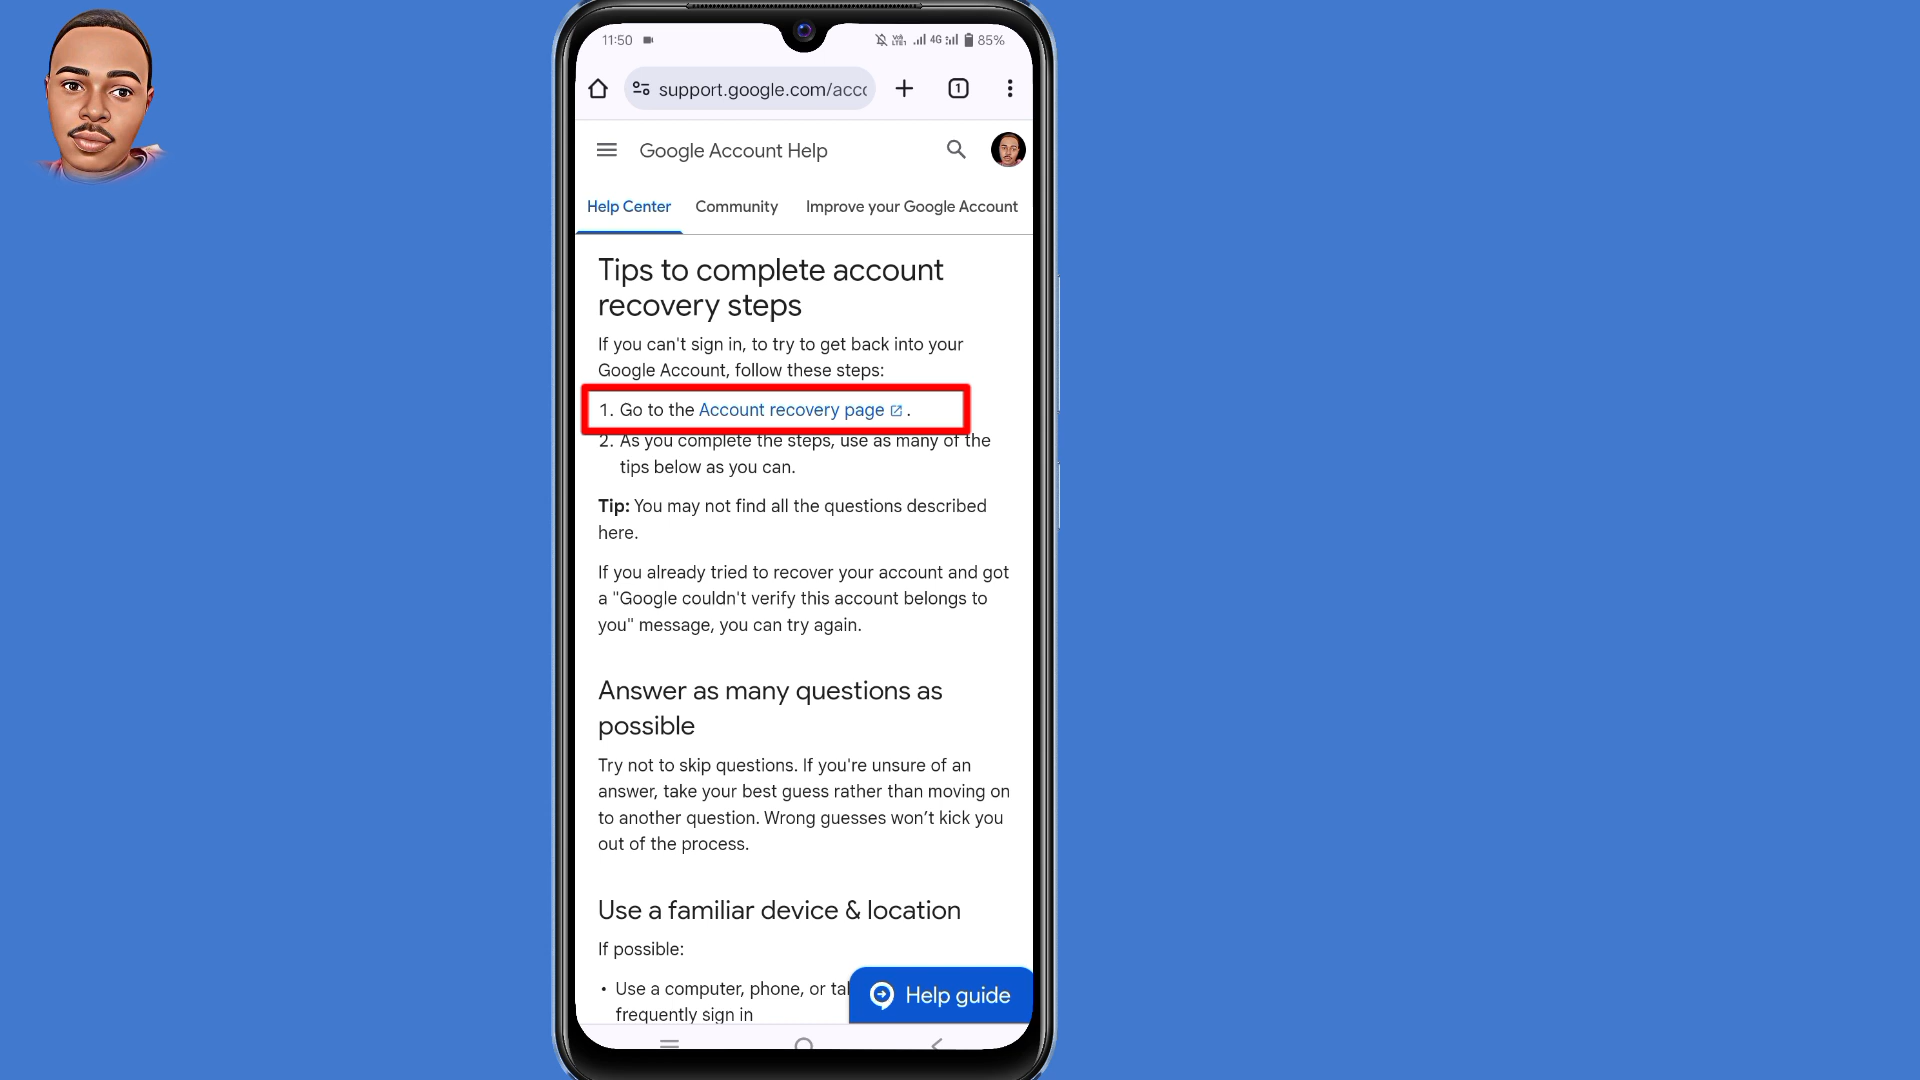 11:50
4G
85%
support.google.com/acc
1
Google Account Help
Help Center
Community
Improve your Google Account
Tips to complete account
recovery steps
If you can't sign in, to try to get back into your
Google Account, follow these steps:
1. Go to the Account recovery page .
2. As you complete the steps, use as many of the
tips below as you can.
Tip: You may not find all the questions described
here.
If you already tried to recover your account and got
a "Google couldn't verify this account belongs to
you" message, you can try again.
Answer as many questions as
possible
Try not to skip questions. If you're unsure of an
answer, take your best guess rather than moving on
to another question. Wrong guesses won’t kick you
out of the process.
Use a familiar device & location
If possible:
• Use a computer, phone, or
frequently sign in
Help guide